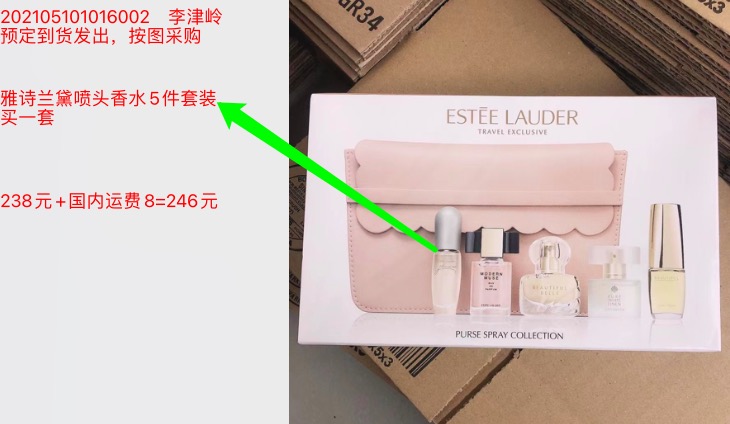 202105101016002 李津岭
预定到货发出，按图采购
雅诗兰黛喷头香水5件套装
买一套
238元+国内运费8=246元
GR34
ESTĒE LAUDER
TRAVEL EXCLUSIVE
MODERN
MUSE
BEAUTIFUL
BELLE
PURSE SPRAY COLLECTION
x5x3